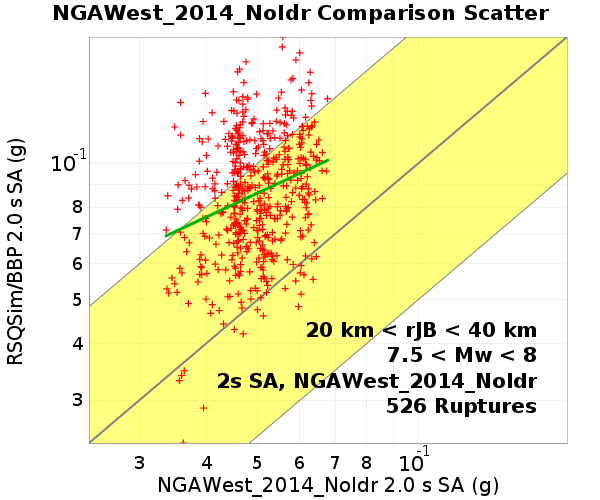 NGAWest_2014_NoIdr Comparison Scatter
RSQSim/BBP 2.0 s SA (g)
10-1
8
7
6
5
4
3
20 km < rJB < 40 km
7.5 < Mw < 8
2s SA, NGAWest_2014_NoIdr
526 Ruptures
3 4 5 6 7 8 10-1
NGAWest_2014_NoIdr 2.0 s SA (g)